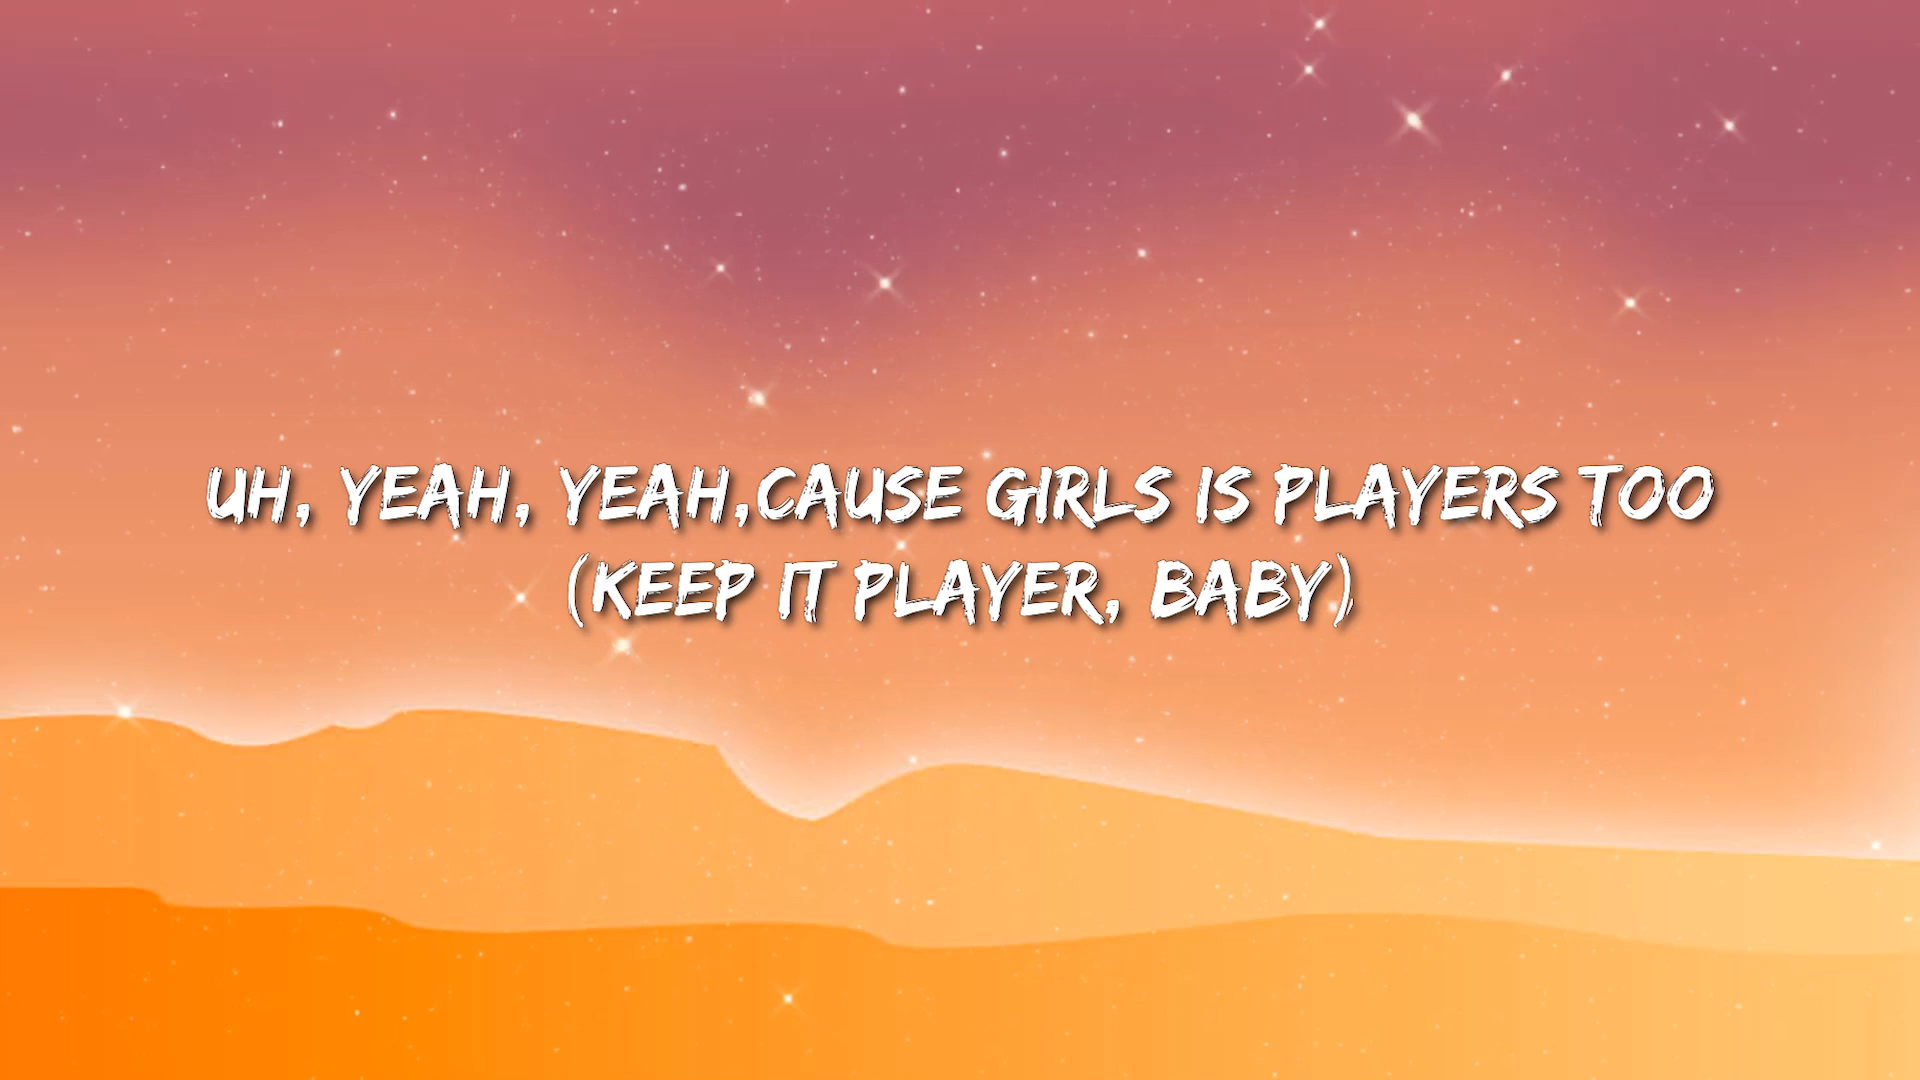 UH, YEAH, YEAH,CAUSE GIRLS IS PLAYERS TOO
(KEEP IT PLAYER, BABY)